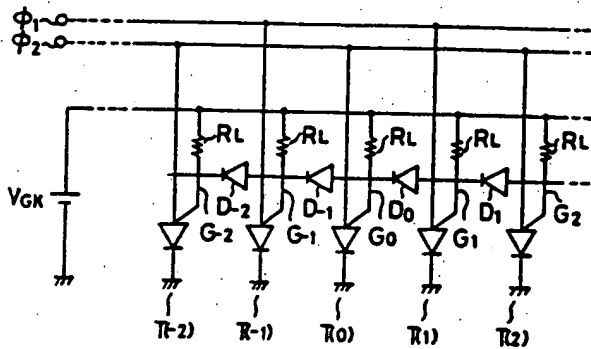 ϕ1
ϕ2
RL RL RL RL RL
VGK
D-2 D-1 D0 D1
G-2 G-1 G0 G1 G2
T(-2) T(-1) T(0) T(1) T(2)